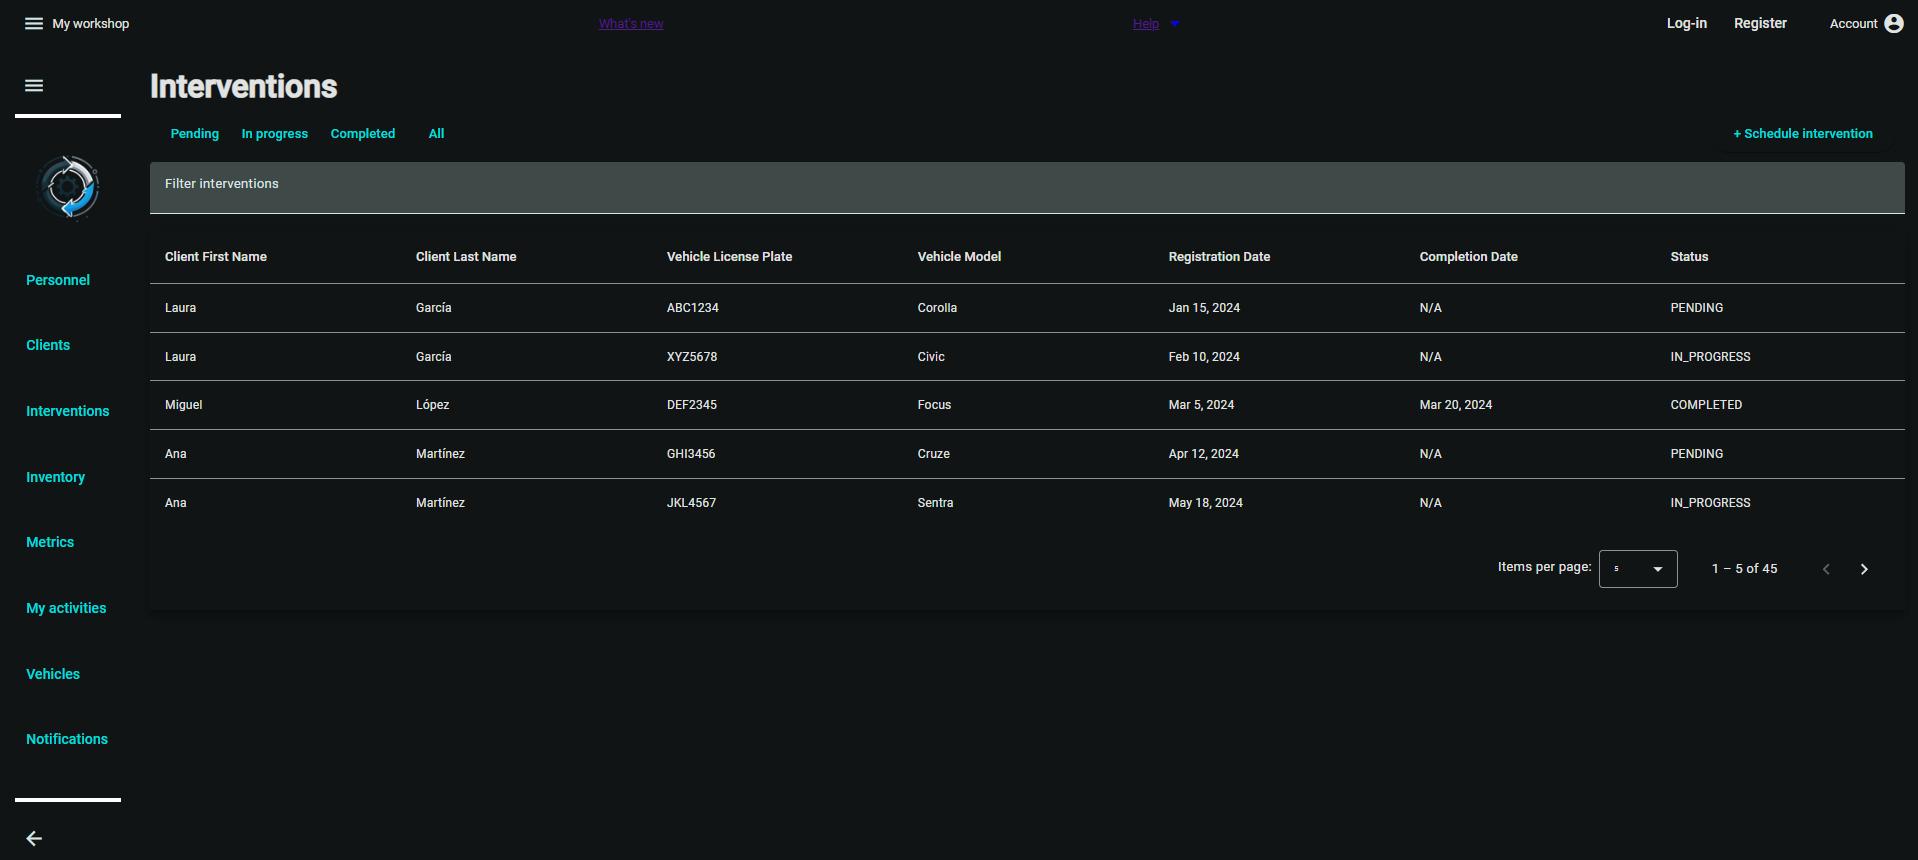 My workshop What's new Help Log-in Register Account
Interventions
Pending In progress Completed All + Schedule intervention
Filter interventions
Client First Name Client Last Name Vehicle License Plate Vehicle Model Registration Date Completion Date Status
Laura García ABC1234 Corolla Jan 15, 2024 N/A PENDING
Laura García XYZ5678 Civic Feb 10, 2024 N/A IN_PROGRESS
Miguel López DEF2345 Focus Mar 5, 2024 Mar 20, 2024 COMPLETED
Ana Martínez GHI3456 Cruze Apr 12, 2024 N/A PENDING
Ana Martínez JKL4567 Sentra May 18, 2024 N/A IN_PROGRESS
Items per page: 5 1 – 5 of 45
Personnel
Clients
Interventions
Inventory
Metrics
My activities
Vehicles
Notifications